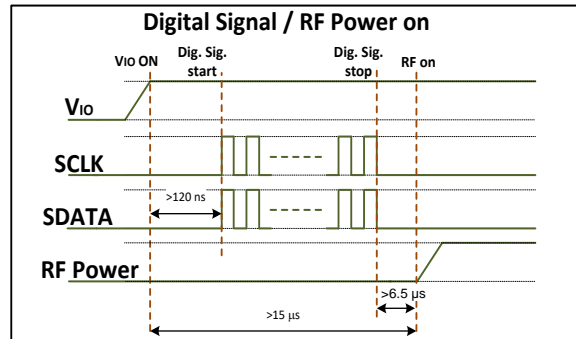 Digital Signal / RF Power on
VIO ON
Dig. Sig.
start
Dig. Sig.
stop
RF on
VIO
SCLK
>120 ns
SDATA
RF Power
>6.5 µs
>15 µs